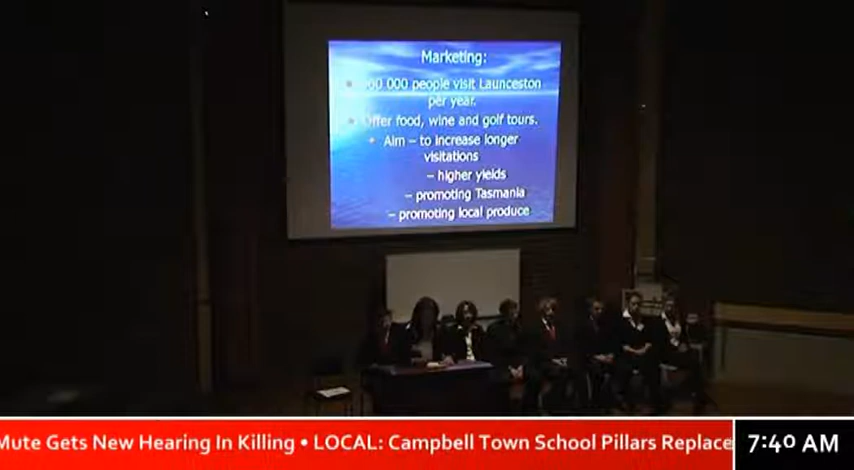 Marketing:
000 people visit Launceston
per year.
Offer food, wine and golf tours.
Aim – to increase longer
visitations
– higher yields
– promoting Tasmania
– promoting local produce
Mute Gets New Hearing In Killing • LOCAL: Campbell Town School Pillars Replace
7:40 AM